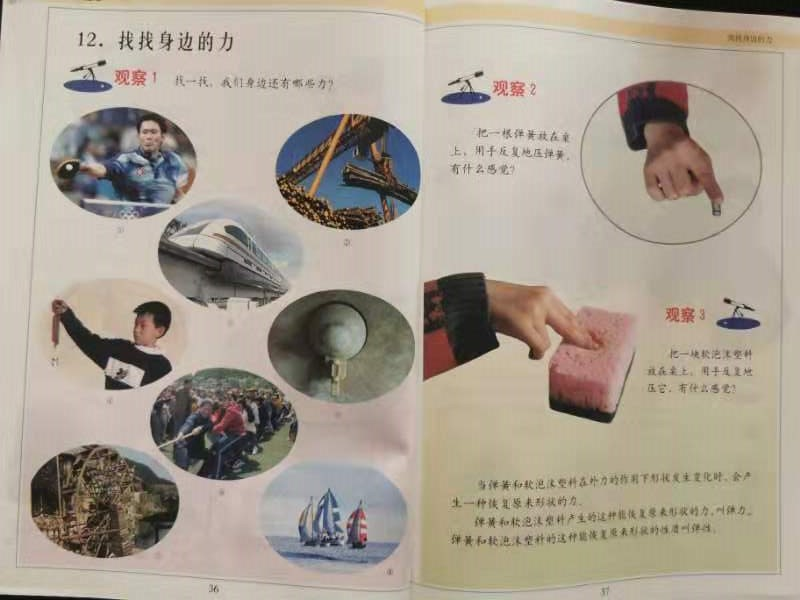 12. 找找身边的力
观察 1
找一找，我们身边还有哪些力？
①
②
36
找找身边的力
观察 2
把一根弹簧放在桌
上，用手反复地压弹簧，
有什么感觉？
观察 3
把一块软泡沫塑料
放在桌上，用手反复地
压它，有什么感觉？
当弹簧和软泡沫塑料在外力的作用下形状发生变化时，会产
生一种恢复原来形状的力。
弹簧和软泡沫塑料产生的这种能恢复原来形状的力，叫弹力。
弹簧和软泡沫塑料的这种能恢复原来形状的性质叫弹性。
37